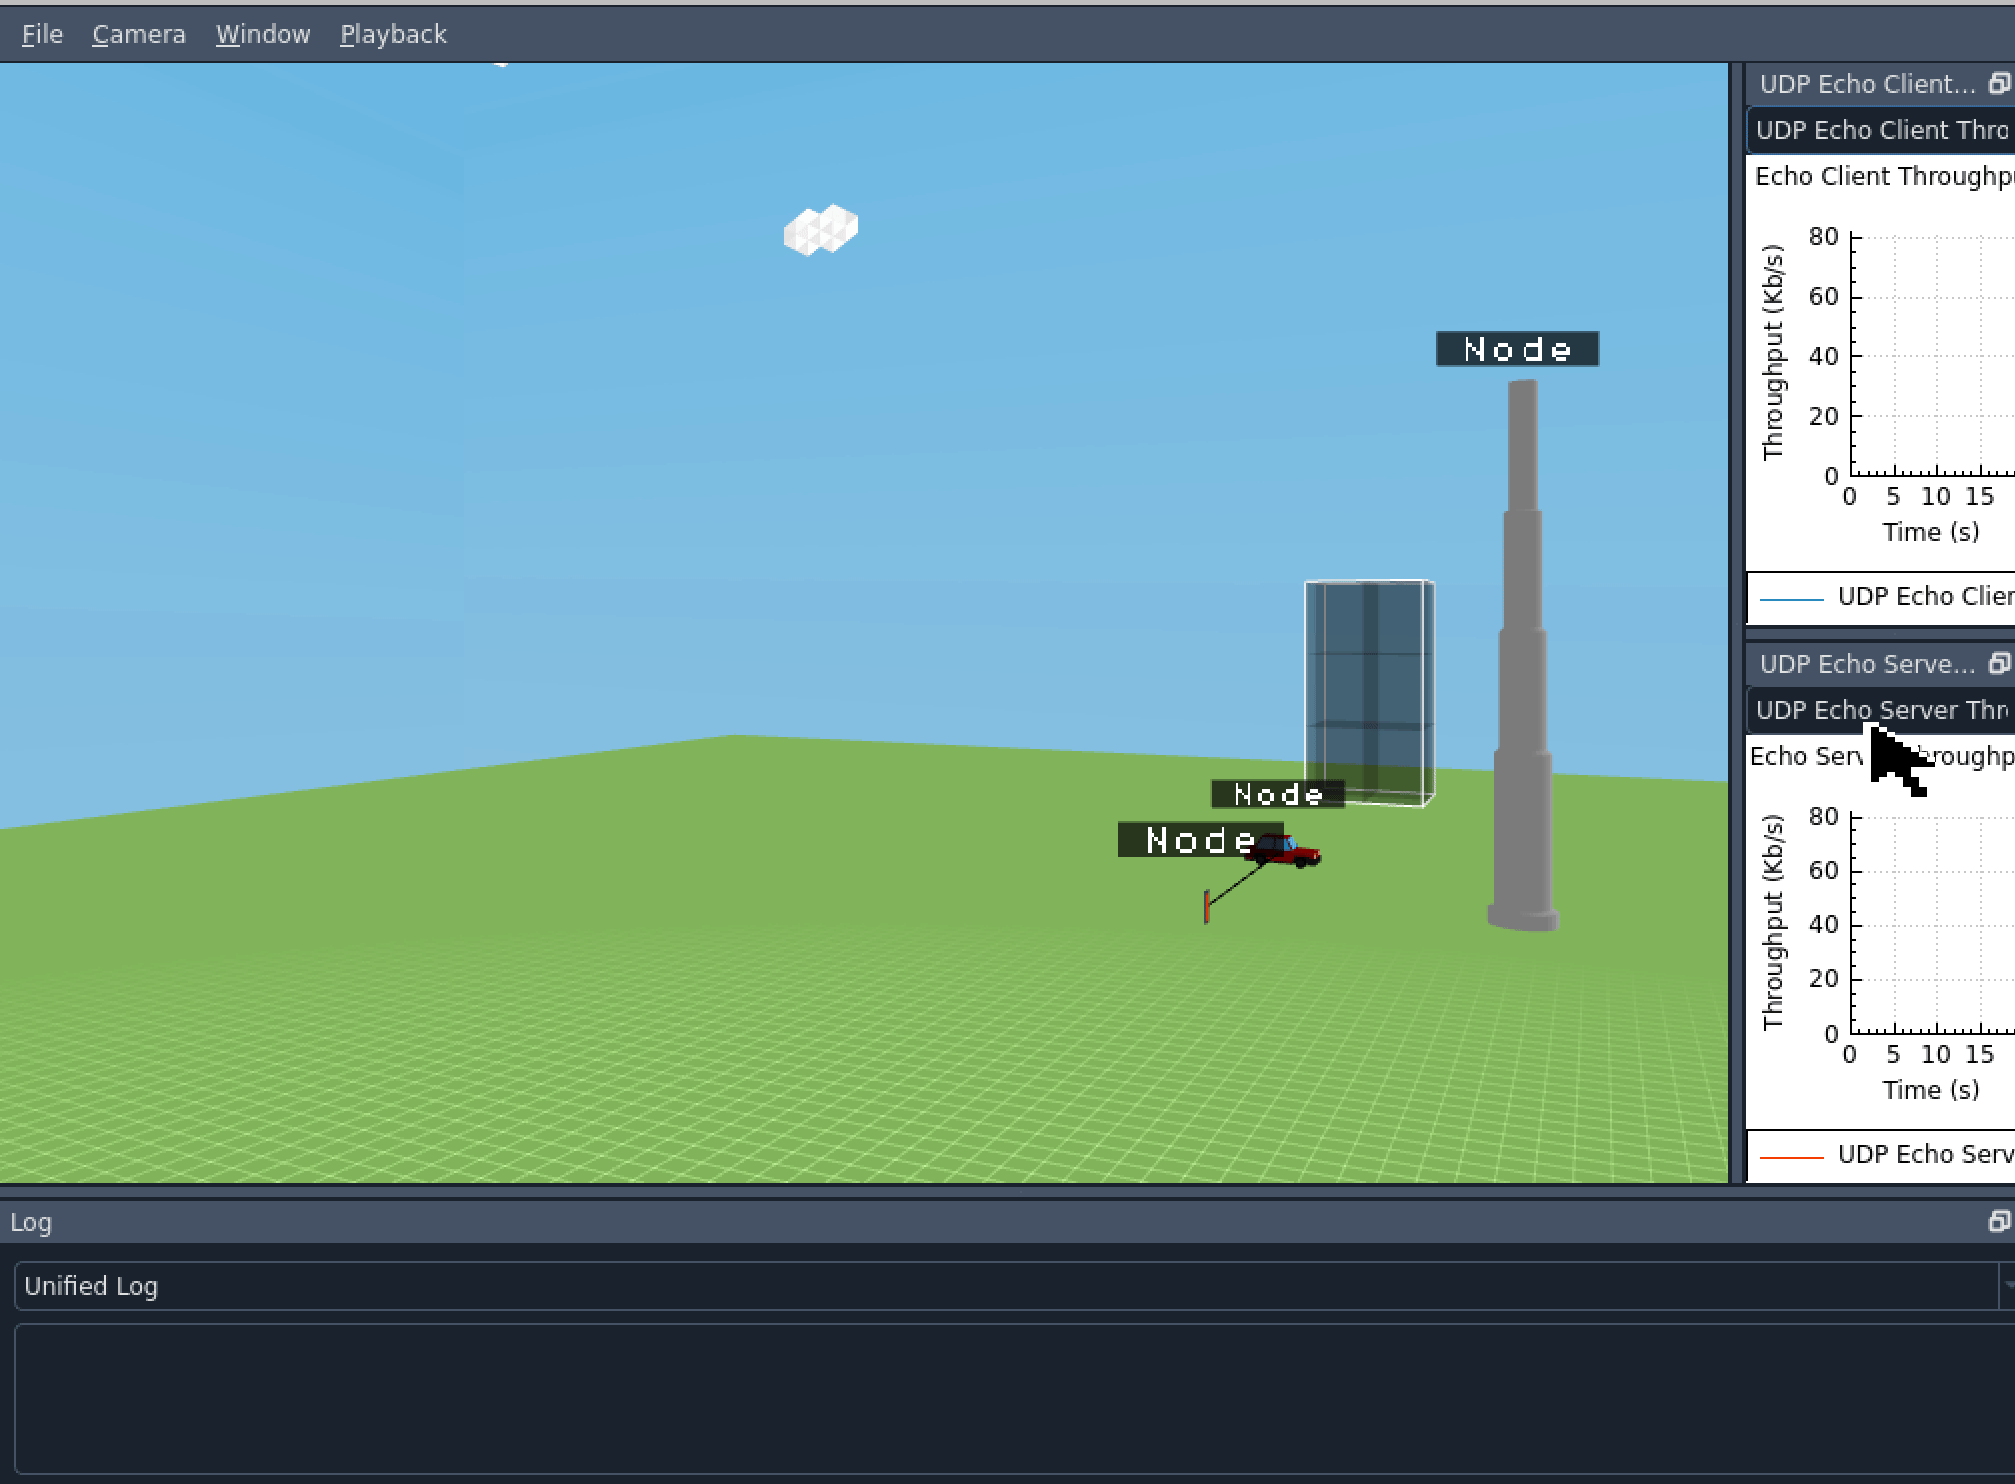 File Camera Window Playback
UDP Echo Client...
UDP Echo Client Thro
Echo Client Throughp
80
60
40
20
0
Throughput (Kb/s)
0 5 10 15
Time (s)
UDP Echo Clien
Node
Node
Node
UDP Echo Serve...
UDP Echo Server Thr
Echo Serv hroughp
80
60
40
20
0
Throughput (Kb/s)
0 5 10 15
Time (s)
UDP Echo Serv
Log
Unified Log